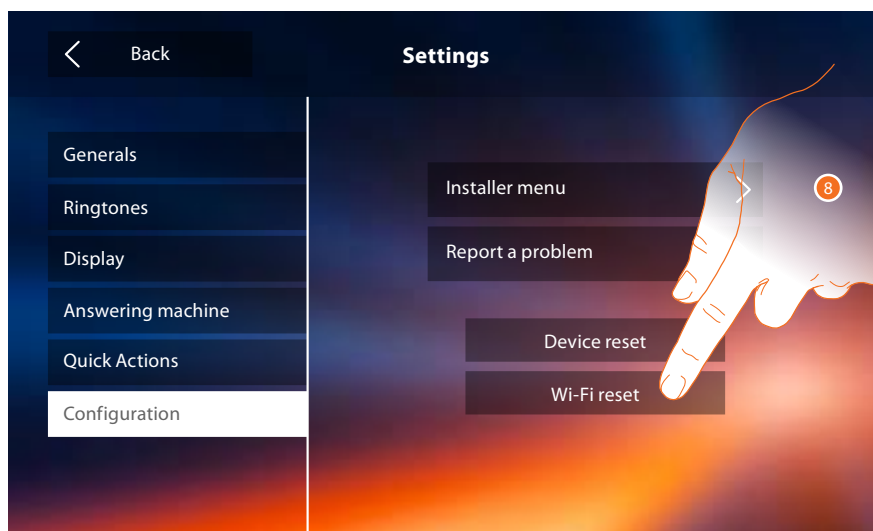 Back
Settings
Generals
Ringtones
Display
Answering machine
Quick Actions
Configuration
Installer menu
8
Report a problem
Device reset
Wi-Fi reset